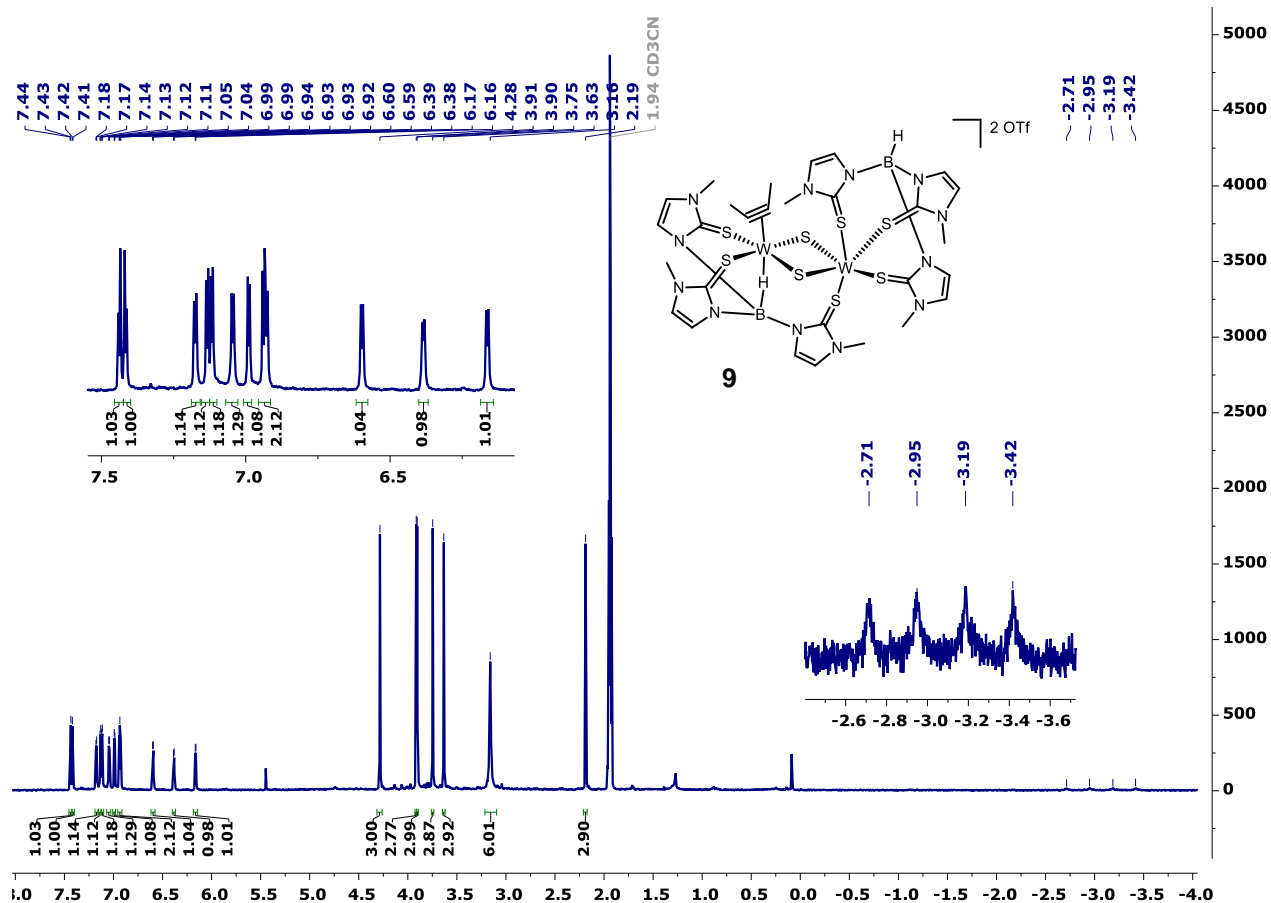 7.44 7.43 7.42 7.41 7.18 7.17 7.14 7.13 7.12 7.11 7.05 7.04 6.99 6.99 6.94 6.93 6.93 6.92 6.60 6.59 6.39 6.38 6.17 6.16 4.28 3.91 3.90 3.75 3.63 3.16 2.19 1.94 CD3CN
-2.71 -2.95 -3.19 -3.42
5000
4500
4000
3500
3000
2500
2000
1500
1000
500
0
H
2 OTf
B
N N N N
N N N N
S S S S
W S
S S W S
H
N N
N B N S
N N
N
9
1.03 1.00 1.14 1.12 1.18 1.29 1.08 2.12 1.04 0.98 1.01
7.5 7.0 6.5
-2.71 -2.95 -3.19 -3.42
-2.6 -2.8 -3.0 -3.2 -3.4 -3.6
1.03 1.00 1.14 1.12 1.18 1.29 1.08 2.12 1.04 0.98 1.01 3.00 2.77 2.99 2.87 2.92 6.01 2.90
7.5 7.0 6.5 6.0 5.5 5.0 4.5 4.0 3.5 3.0 2.5 2.0 1.5 1.0 0.5 0.0 -0.5 -1.0 -1.5 -2.0 -2.5 -3.0 -3.5 -4.0